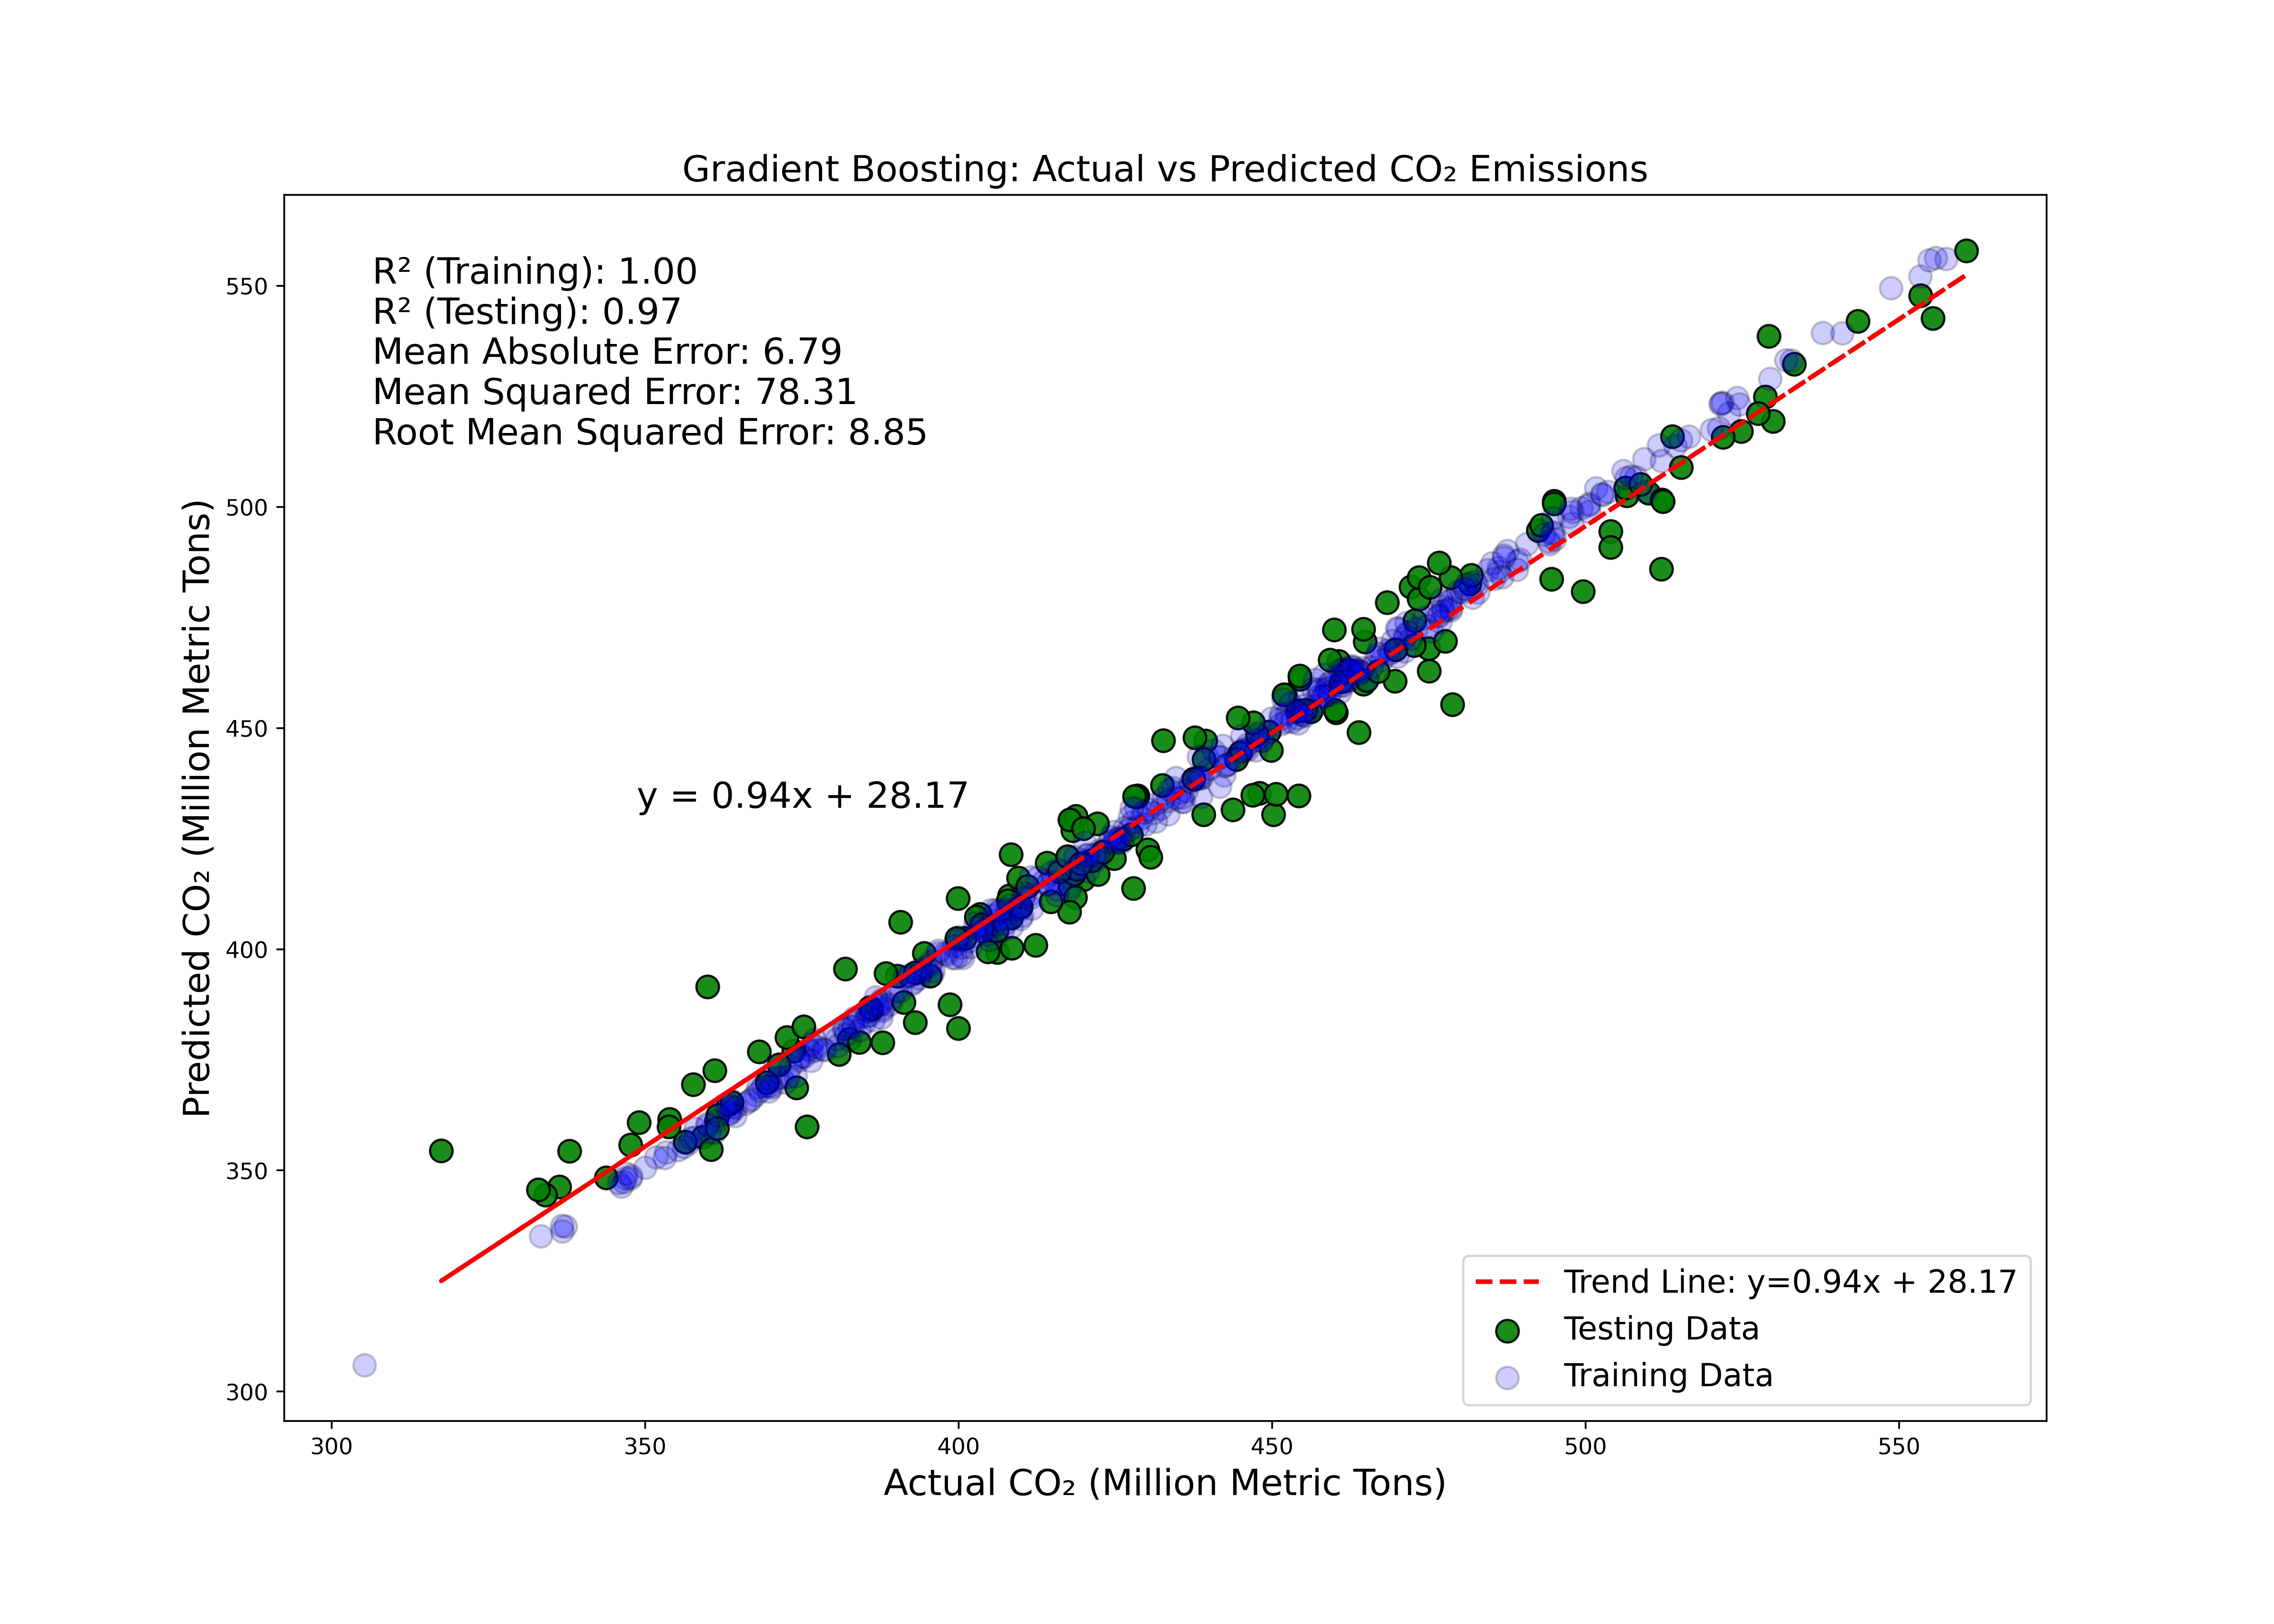 Gradient Boosting: Actual vs Predicted CO₂ Emissions
R² (Training): 1.00
R² (Testing): 0.97
Mean Absolute Error: 6.79
Mean Squared Error: 78.31
Root Mean Squared Error: 8.85
y = 0.94x + 28.17
Predicted CO₂ (Million Metric Tons)
550
500
450
400
350
300
Trend Line: y=0.94x + 28.17
Testing Data
Training Data
300 350 400 450 500 550
Actual CO₂ (Million Metric Tons)